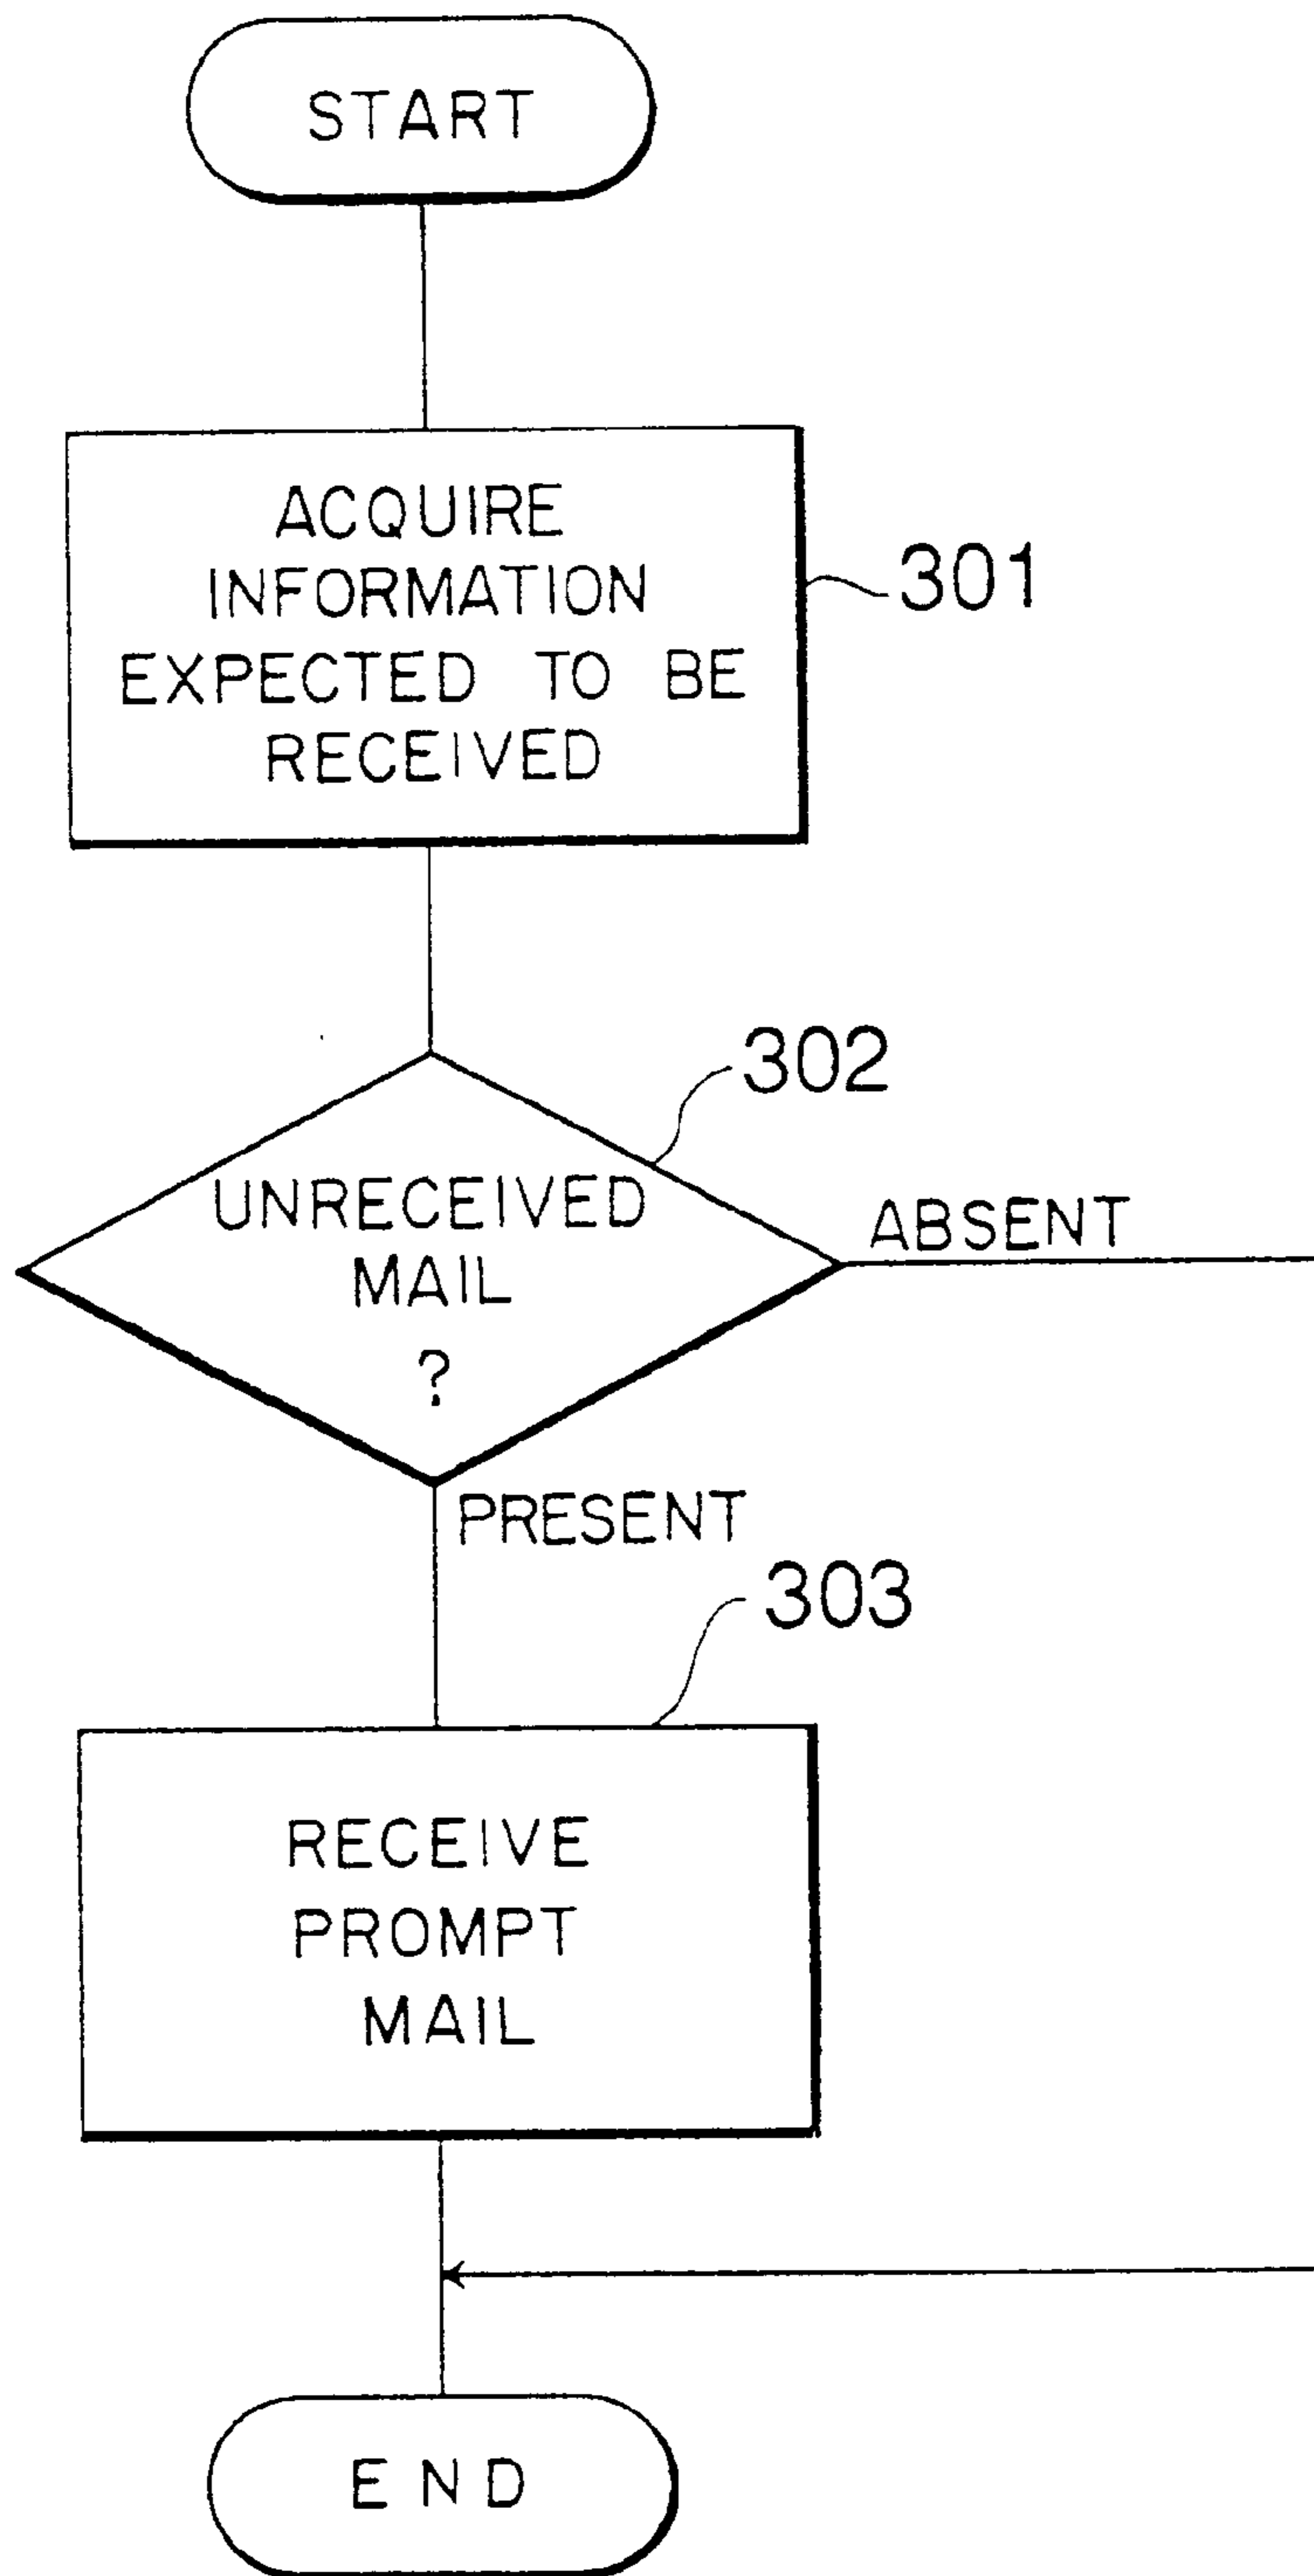 START
ACQUIRE
INFORMATION
EXPECTED TO BE
RECEIVED
301
302
UNRECEIVED
MAIL
?
ABSENT
PRESENT
303
RECEIVE
PROMPT
MAIL
END